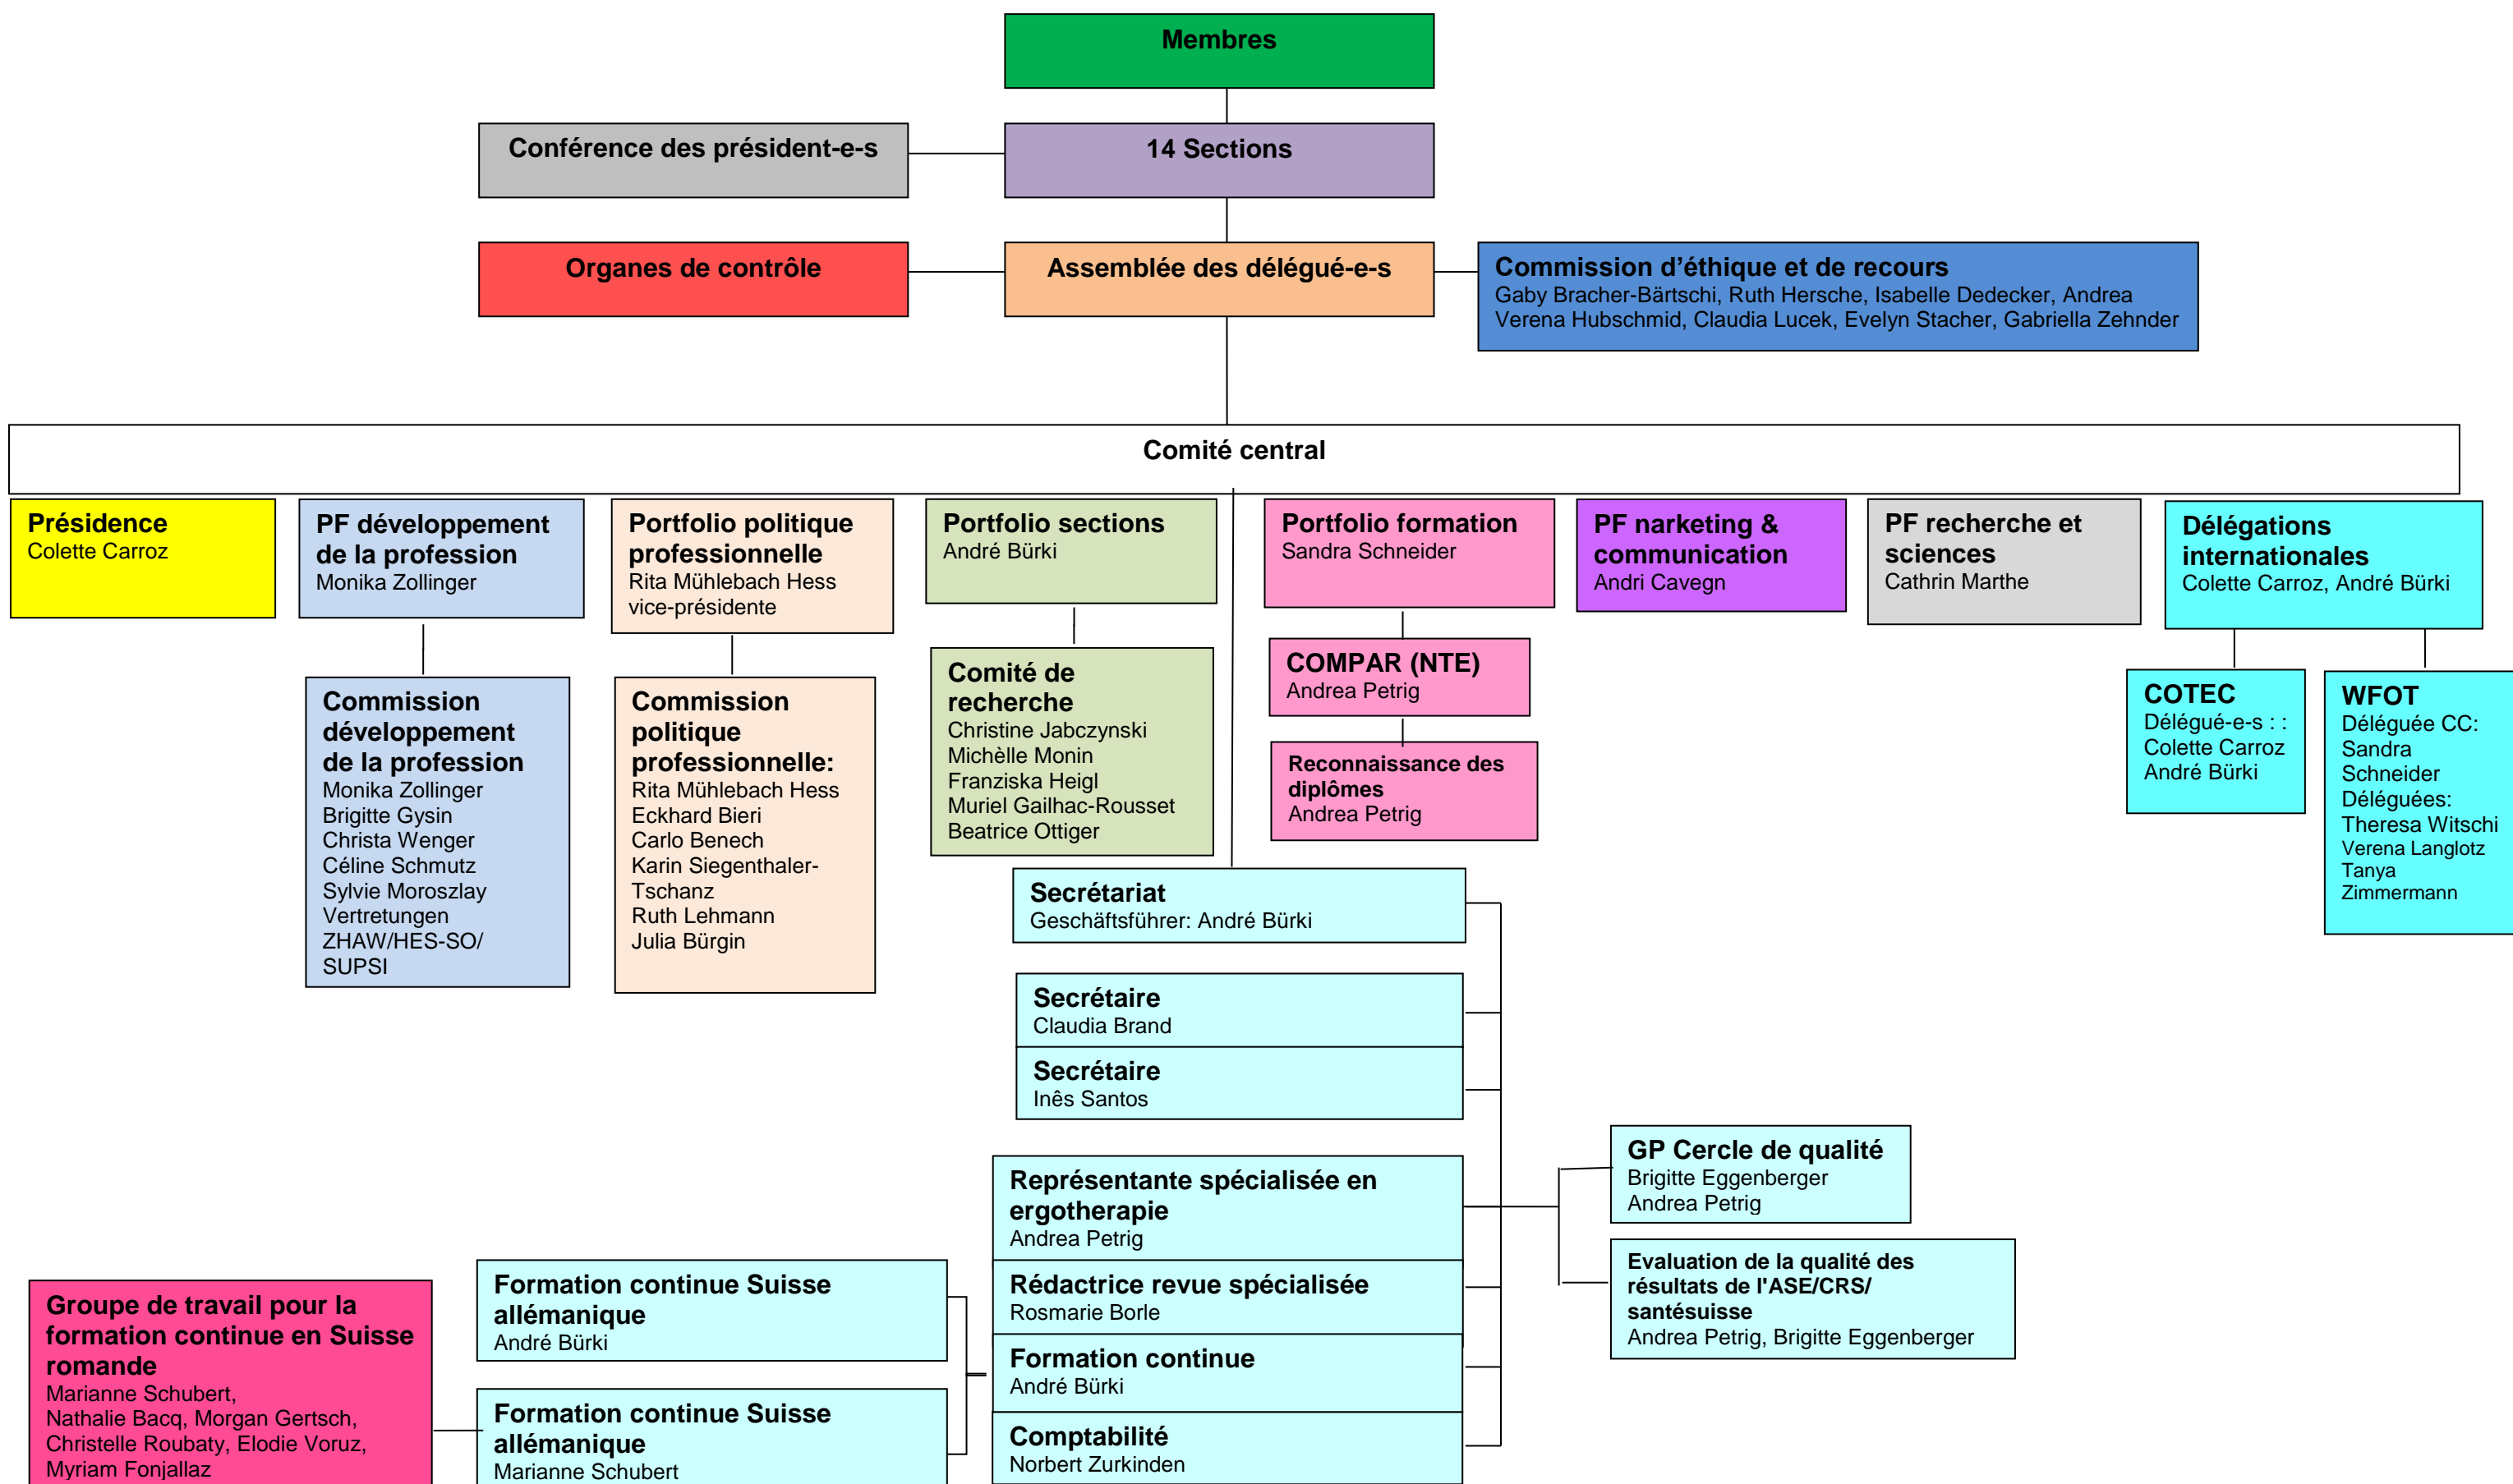 Membres
Conférence des président-e-s
14 Sections
Organes de contrôle
Assemblée des délégué-e-s
Commission d’éthique et de recours
Gaby Bracher-Bärtschi, Ruth Hersche, Isabelle Dedecker, Andrea
Verena Hubschmid, Claudia Lucek, Evelyn Stacher, Gabriella Zehnder
Comité central
Présidence
Colette Carroz
PF développement
de la profession
Monika Zollinger
Portfolio politique
professionnelle
Rita Mühlebach Hess
vice-présidente
Portfolio sections
André Bürki
Portfolio formation
Sandra Schneider
PF narketing &
communication
Andri Cavegn
PF recherche et
sciences
Cathrin Marthe
Délégations
internationales
Colette Carroz, André Bürki
Commission
développement
de la profession
Monika Zollinger
Brigitte Gysin
Christa Wenger
Céline Schmutz
Sylvie Moroszlay
Vertretungen
ZHAW/HES-SO/
SUPSI
Commission
politique
professionnelle:
Rita Mühlebach Hess
Eckhard Bieri
Carlo Benech
Karin Siegenthaler-
Tschanz
Ruth Lehmann
Julia Bürgin
Comité de
recherche
Christine Jabczynski
Michèlle Monin
Franziska Heigl
Muriel Gailhac-Rousset
Beatrice Ottiger
COMPAR (NTE)
Andrea Petrig
Reconnaissance des
diplômes
Andrea Petrig
COTEC
Délégué-e-s : :
Colette Carroz
André Bürki
WFOT
Déléguée CC:
Sandra
Schneider
Déléguées:
Theresa Witschi
Verena Langlotz
Tanya
Zimmermann
Secrétariat
Geschäftsführer: André Bürki
Secrétaire
Claudia Brand
Secrétaire
Inês Santos
Représentante spécialisée en
ergotherapie
Andrea Petrig
GP Cercle de qualité
Brigitte Eggenberger
Andrea Petrig
Evaluation de la qualité des
résultats de l'ASE/CRS/
santésuisse
Andrea Petrig, Brigitte Eggenberger
Rédactrice revue spécialisée
Rosmarie Borle
Formation continue
André Bürki
Comptabilité
Norbert Zurkinden
Formation continue Suisse
allémanique
André Bürki
Formation continue Suisse
allémanique
Marianne Schubert
Groupe de travail pour la
formation continue en Suisse
romande
Marianne Schubert,
Nathalie Bacq, Morgan Gertsch,
Christelle Roubaty, Elodie Voruz,
Myriam Fonjallaz